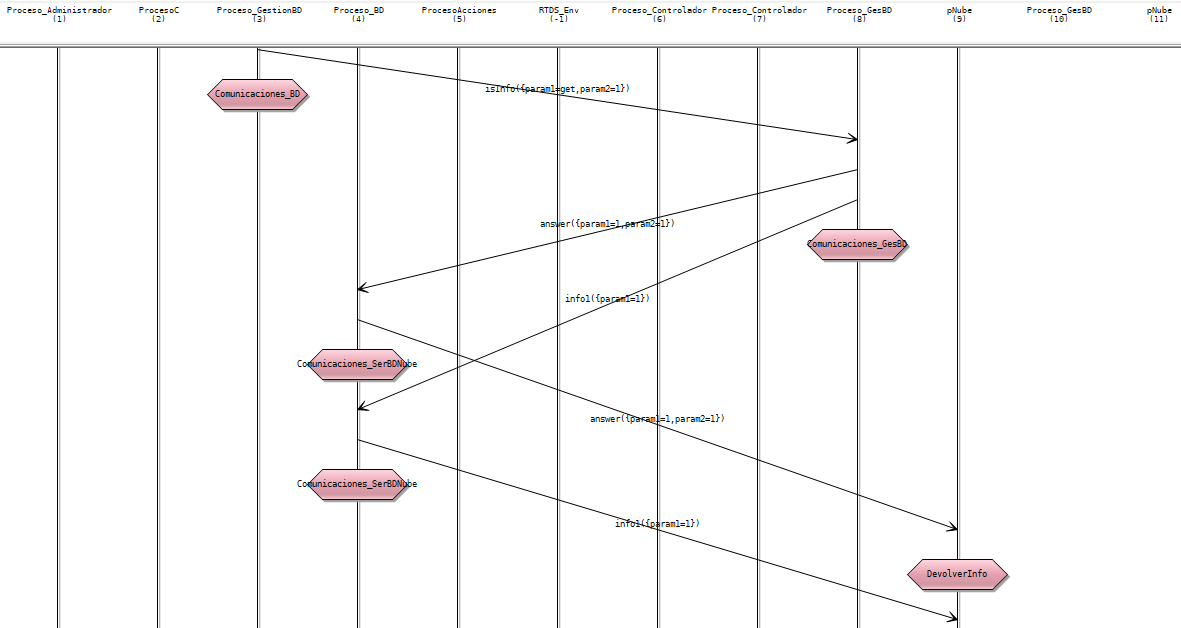 Proceso_Administrador
(1)
ProcesoC
(2)
Proceso_GestionBD
(3)
Proceso_BD
(4)
ProcesoAcciones
(5)
RTDS_Env
(-1)
Proceso_Controlador
(6)
Proceso_Controlador
(7)
Proceso_GesBD
(8)
pNube
(9)
Proceso_GesBD
(10)
pNube
(11)
isInfo({param1=get,param2=1})
Comunicaciones_BD
answer({param1=1,param2=1})
Comunicaciones_GesBD
info1({param1=1})
Comunicaciones_SerBDNube
answer({param1=1,param2=1})
Comunicaciones_SerBDNube
info1({param1=1})
DevolverInfo